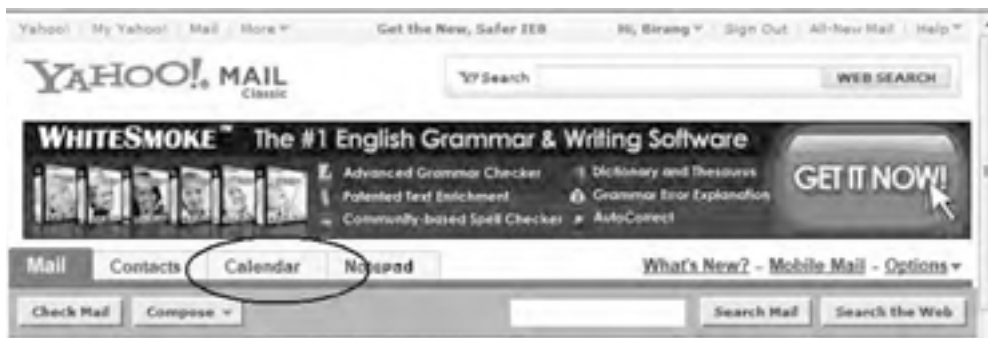 Yahoo! My Yahoo! Mail More Get the New, Safer IE8 Hi, Birang Sign Out All-New Mail Help
YAHOO! MAIL
Classic
Y! Search WEB SEARCH
WHITESMOKE™ The #1 English Grammar & Writing Software
Advanced Grammar Checker Dictionary and Thesaurus
Patented Text Enrichment Grammar Error Explanation
Community-based Spell Checker AutoCorrect
GET IT NOW!
Mail Contacts Calendar Notepad What's New? - Mobile Mail - Options
Check Mail Compose Search Mail Search the Web